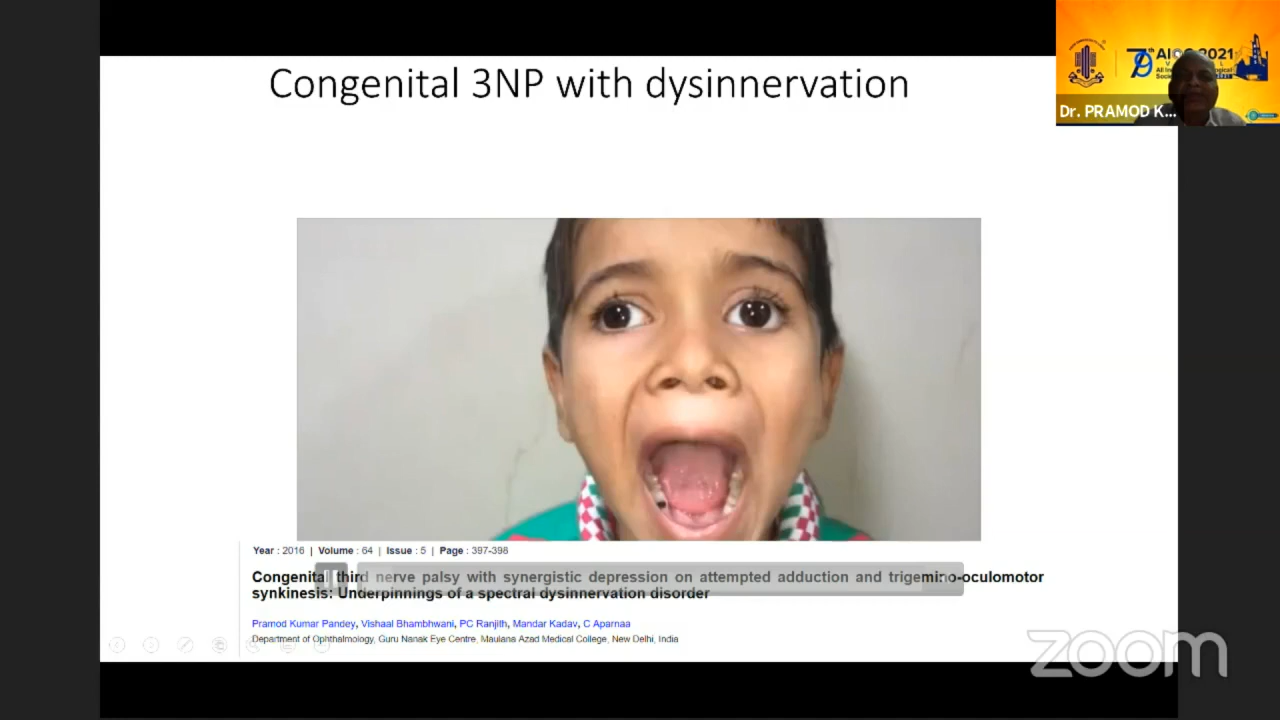 Congenital 3NP with dysinnervation
AIOC 2021
Dr. PRAMOD K...
Year : 2016 | Volume : 64 | Issue : 5 | Page : 397-398
Congenital third nerve palsy with synergistic depression on attempted adduction and trigemino-oculomotor
synkinesis: Underpinnings of a spectral dysinnervation disorder
Pramod Kumar Pandey, Vishaal Bhambhwani, PC Ranjith, Mandar Kadav, C Aparnaa
Department of Ophthalmology, Guru Nanak Eye Centre, Maulana Azad Medical College, New Delhi, India
zoom